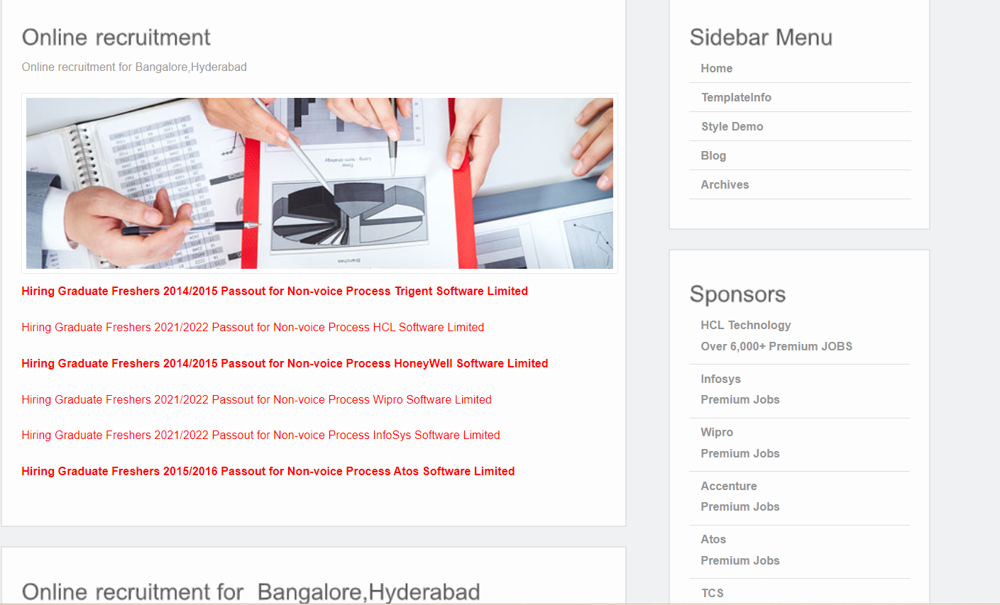 Online recruitment
Online recruitment for Bangalore,Hyderabad
Hiring Graduate Freshers 2014/2015 Passout for Non-voice Process Trigent Software Limited
Hiring Graduate Freshers 2021/2022 Passout for Non-voice Process HCL Software Limited
Hiring Graduate Freshers 2014/2015 Passout for Non-voice Process HoneyWell Software Limited
Hiring Graduate Freshers 2021/2022 Passout for Non-voice Process Wipro Software Limited
Hiring Graduate Freshers 2021/2022 Passout for Non-voice Process InfoSys Software Limited
Hiring Graduate Freshers 2015/2016 Passout for Non-voice Process Atos Software Limited
Online recruitment for Bangalore,Hyderabad
Sidebar Menu
Home
TemplateInfo
Style Demo
Blog
Archives
Sponsors
HCL Technology
Over 6,000+ Premium JOBS
Infosys
Premium Jobs
Wipro
Premium Jobs
Accenture
Premium Jobs
Atos
Premium Jobs
TCS
Long - term strategy
Time
Branches